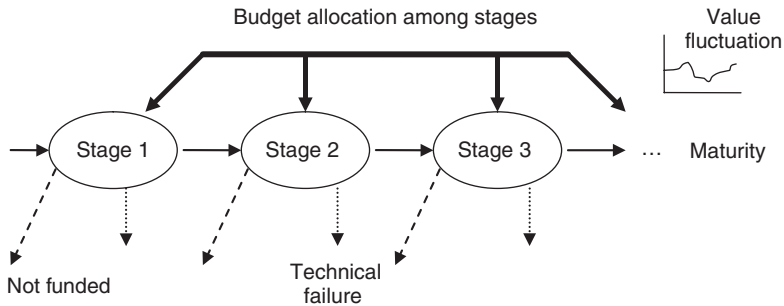 Budget allocation among stages
Value
fluctuation
Stage 1
Stage 2
Stage 3
...
Maturity
Not funded
Technical
failure